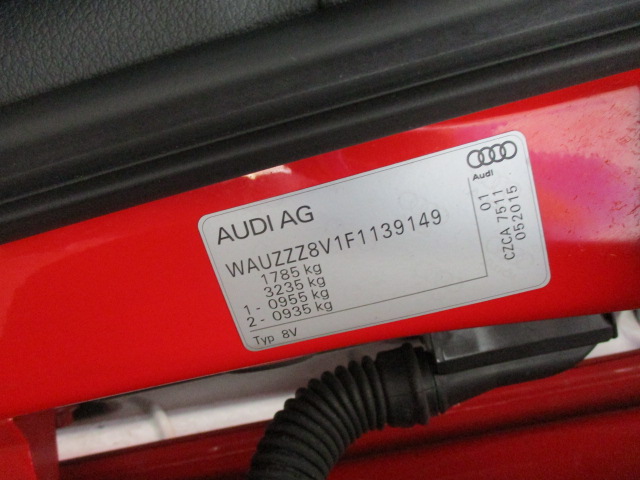 Audi
AUDI AG
WAUZZZ8V1F1139149
1785 kg
3235 kg
1 - 0955 kg
2 - 0935 kg
Typ 8V
01
CZCA 7511
052015